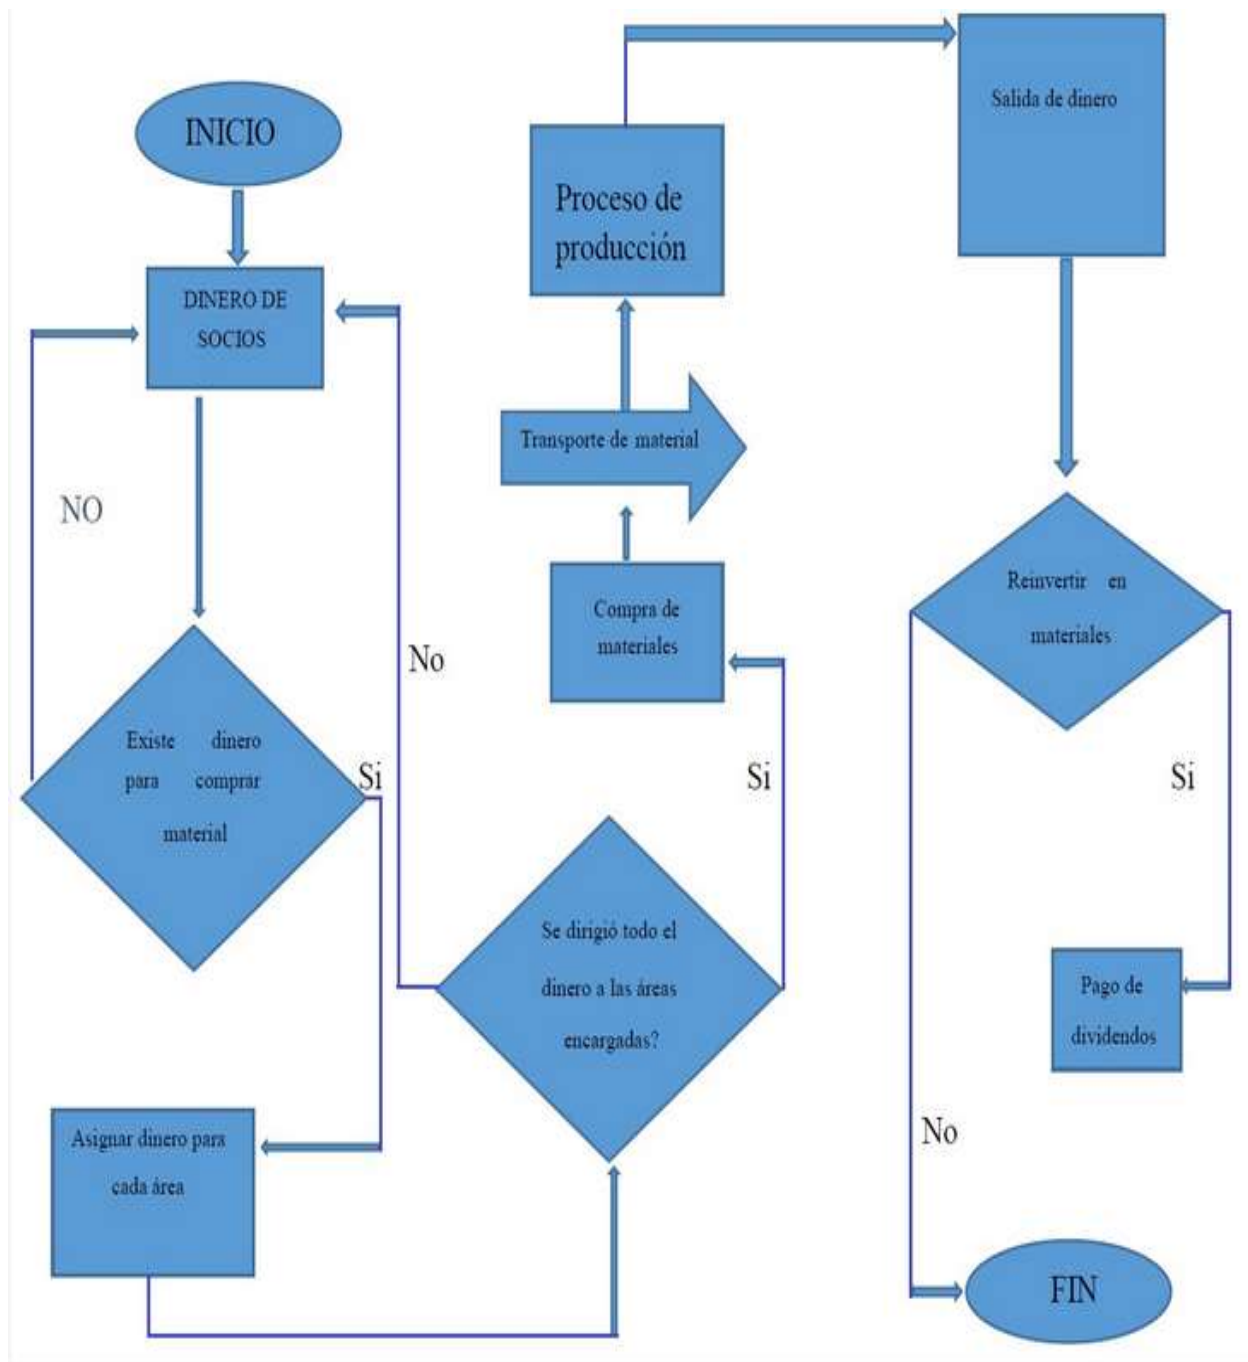 INICIO
DINERO DE
SOCIOS
NO
Existe dinero
para comprar
material
Si
Asignar dinero para
cada área
No
Se dirigió todo el
dinero a las áreas
encargadas?
Si
Compra de
materiales
Transporte de material
Proceso de
producción
Salida de dinero
Reinvertir en
materiales
Si
Pago de
dividendos
No
FIN